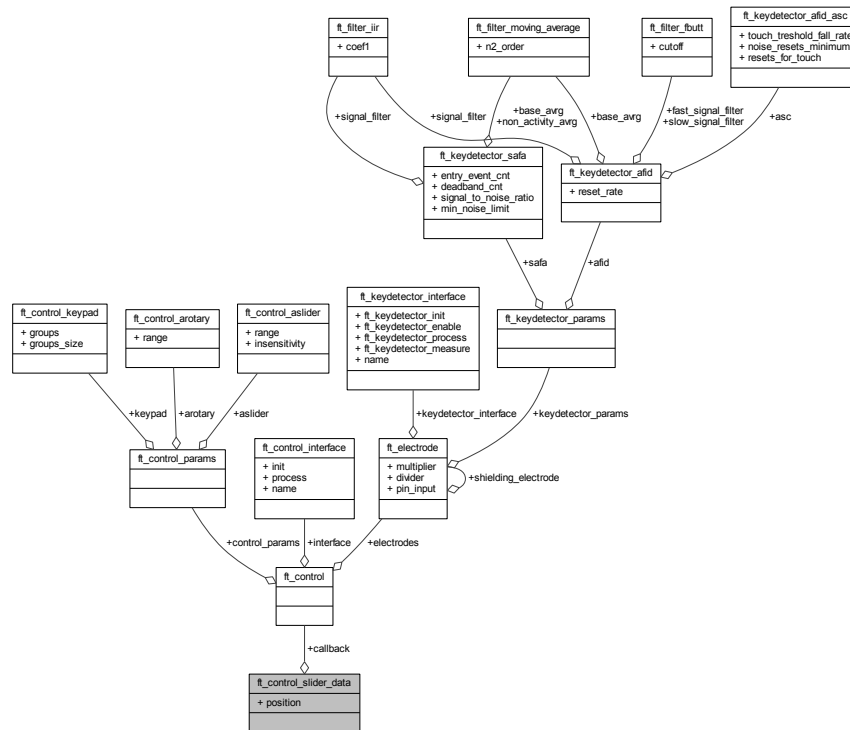 ft_filter_iir
+ coef1
ft_filter_moving_average
+ n2_order
ft_filter_fbutt
+ cutoff
ft_keydetector_afid_asc
+ touch_treshold_fall_rate
+ noise_resets_minimum
+ resets_for_touch
+signal_filter
+signal_filter
+base_avrg
+non_activity_avrg
+base_avrg
+fast_signal_filter
+slow_signal_filter
+asc
ft_keydetector_safa
+ entry_event_cnt
+ deadband_cnt
+ signal_to_noise_ratio
+ min_noise_limit
ft_keydetector_afid
+ reset_rate
+safa
+afid
ft_control_keypad
+ groups
+ groups_size
ft_control_arotary
+ range
ft_control_aslider
+ range
+ insensitivity
ft_keydetector_interface
+ ft_keydetector_init
+ ft_keydetector_enable
+ ft_keydetector_process
+ ft_keydetector_measure
+ name
ft_keydetector_params
+keypad
+arotary
+aslider
+keydetector_interface
+keydetector_params
ft_control_params
ft_control_interface
+ init
+ process
+ name
ft_electrode
+ multiplier
+ divider
+ pin_input
+shielding_electrode
+control_params
+interface
+electrodes
ft_control
+callback
ft_control_slider_data
+ position